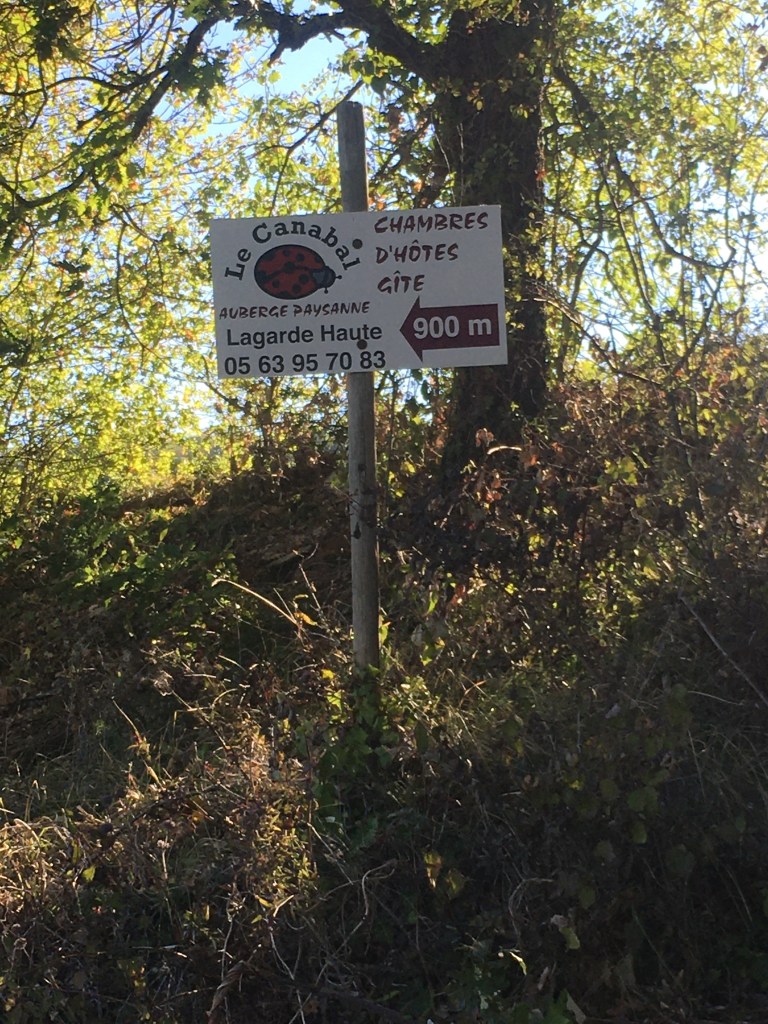 Le Canabal
AUBERGE PAYSANNE
Lagarde Haute
05 63 95 70 83
CHAMBRES
D'HÔTES
GÎTE
900 m